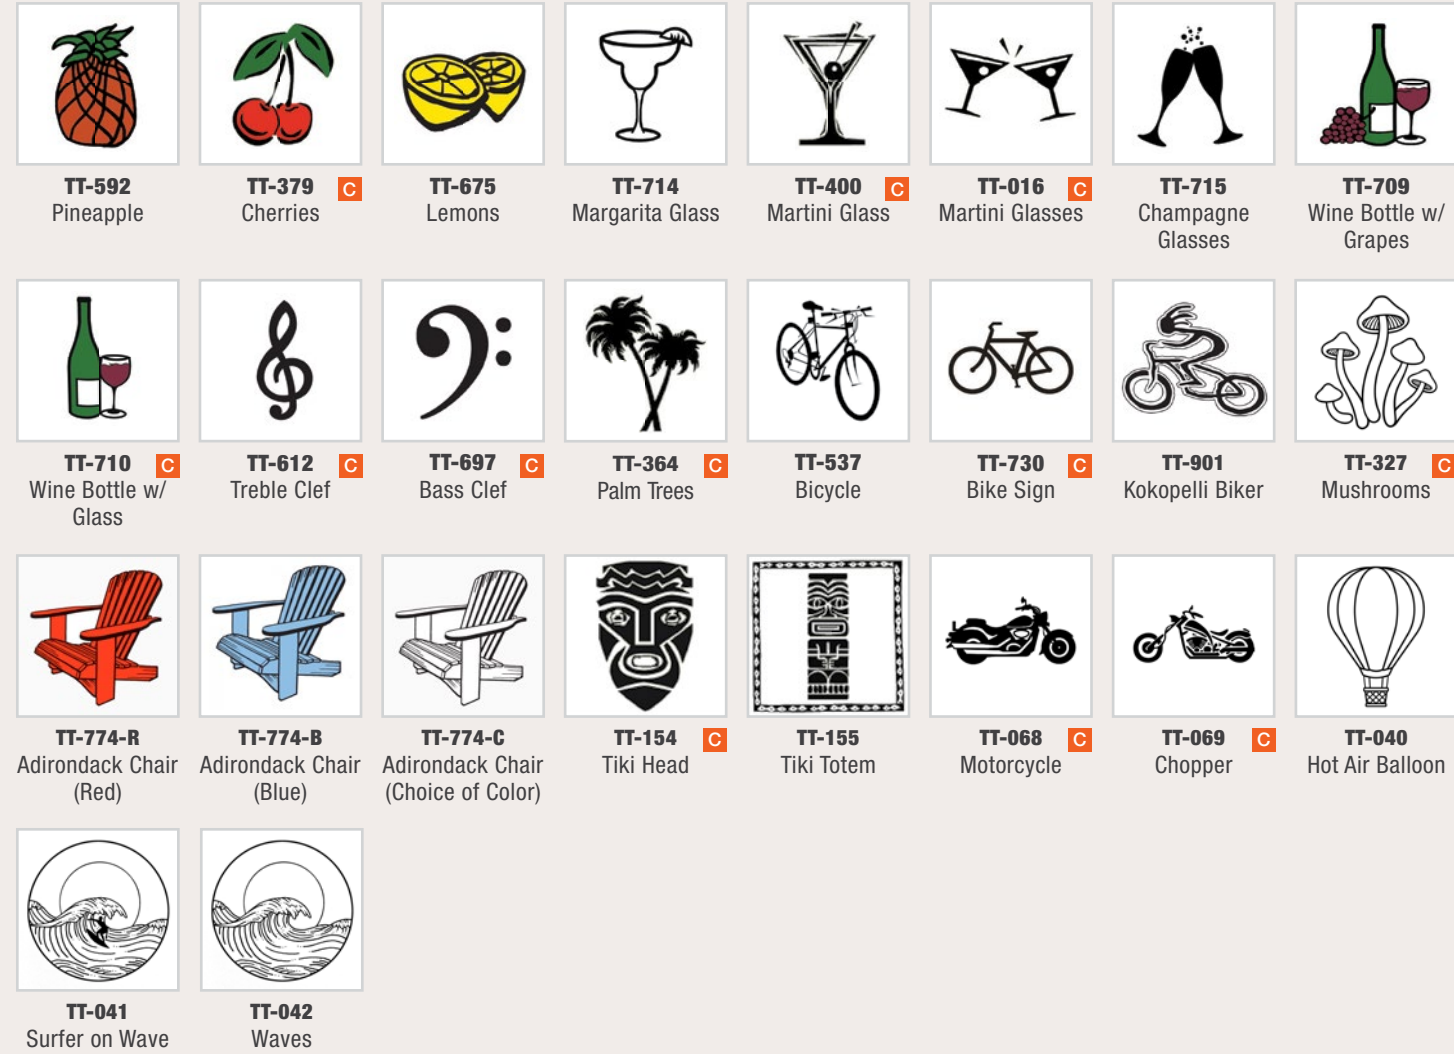 TT-592
Pineapple
TT-379 C
Cherries
TT-675
Lemons
TT-714
Margarita Glass
TT-400 C
Martini Glass
TT-016 C
Martini Glasses
TT-715
Champagne
Glasses
TT-709
Wine Bottle w/
Grapes
TT-710 C
Wine Bottle w/
Glass
TT-612 C
Treble Clef
TT-697 C
Bass Clef
TT-364 C
Palm Trees
TT-537
Bicycle
TT-730 C
Bike Sign
TT-901
Kokopelli Biker
TT-327 C
Mushrooms
TT-774-R
Adirondack Chair
(Red)
TT-774-B
Adirondack Chair
(Blue)
TT-774-C
Adirondack Chair
(Choice of Color)
TT-154 C
Tiki Head
TT-155
Tiki Totem
TT-068 C
Motorcycle
TT-069 C
Chopper
TT-040
Hot Air Balloon
TT-041
Surfer on Wave
TT-042
Waves